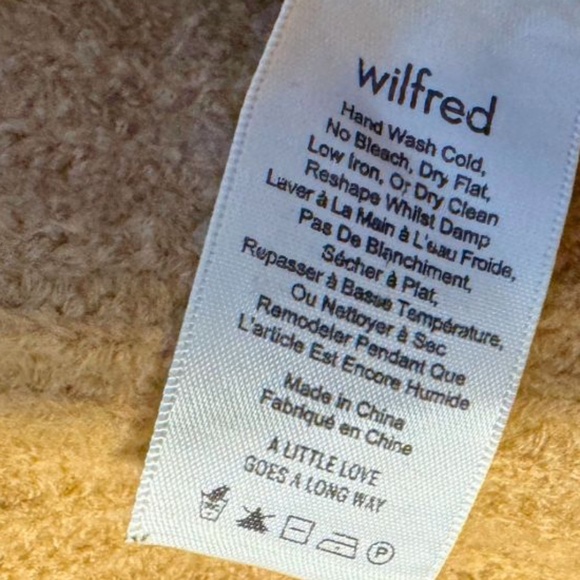 wilfred
Hand Wash Cold,
No Bleach, Dry Flat,
Low Iron, Or Dry Clean
Reshape Whilst Damp
Laver à La Main à L'eau Froide,
Pas De Blanchiment,
Sécher à Plat,
Repasser à Basse Température,
Ou Nettoyer à Sec
Remodeler Pendant Que
L'article Est Encore Humide
Made in China
Fabriqué en Chine
A LITTLE LOVE
GOES A LONG WAY
P